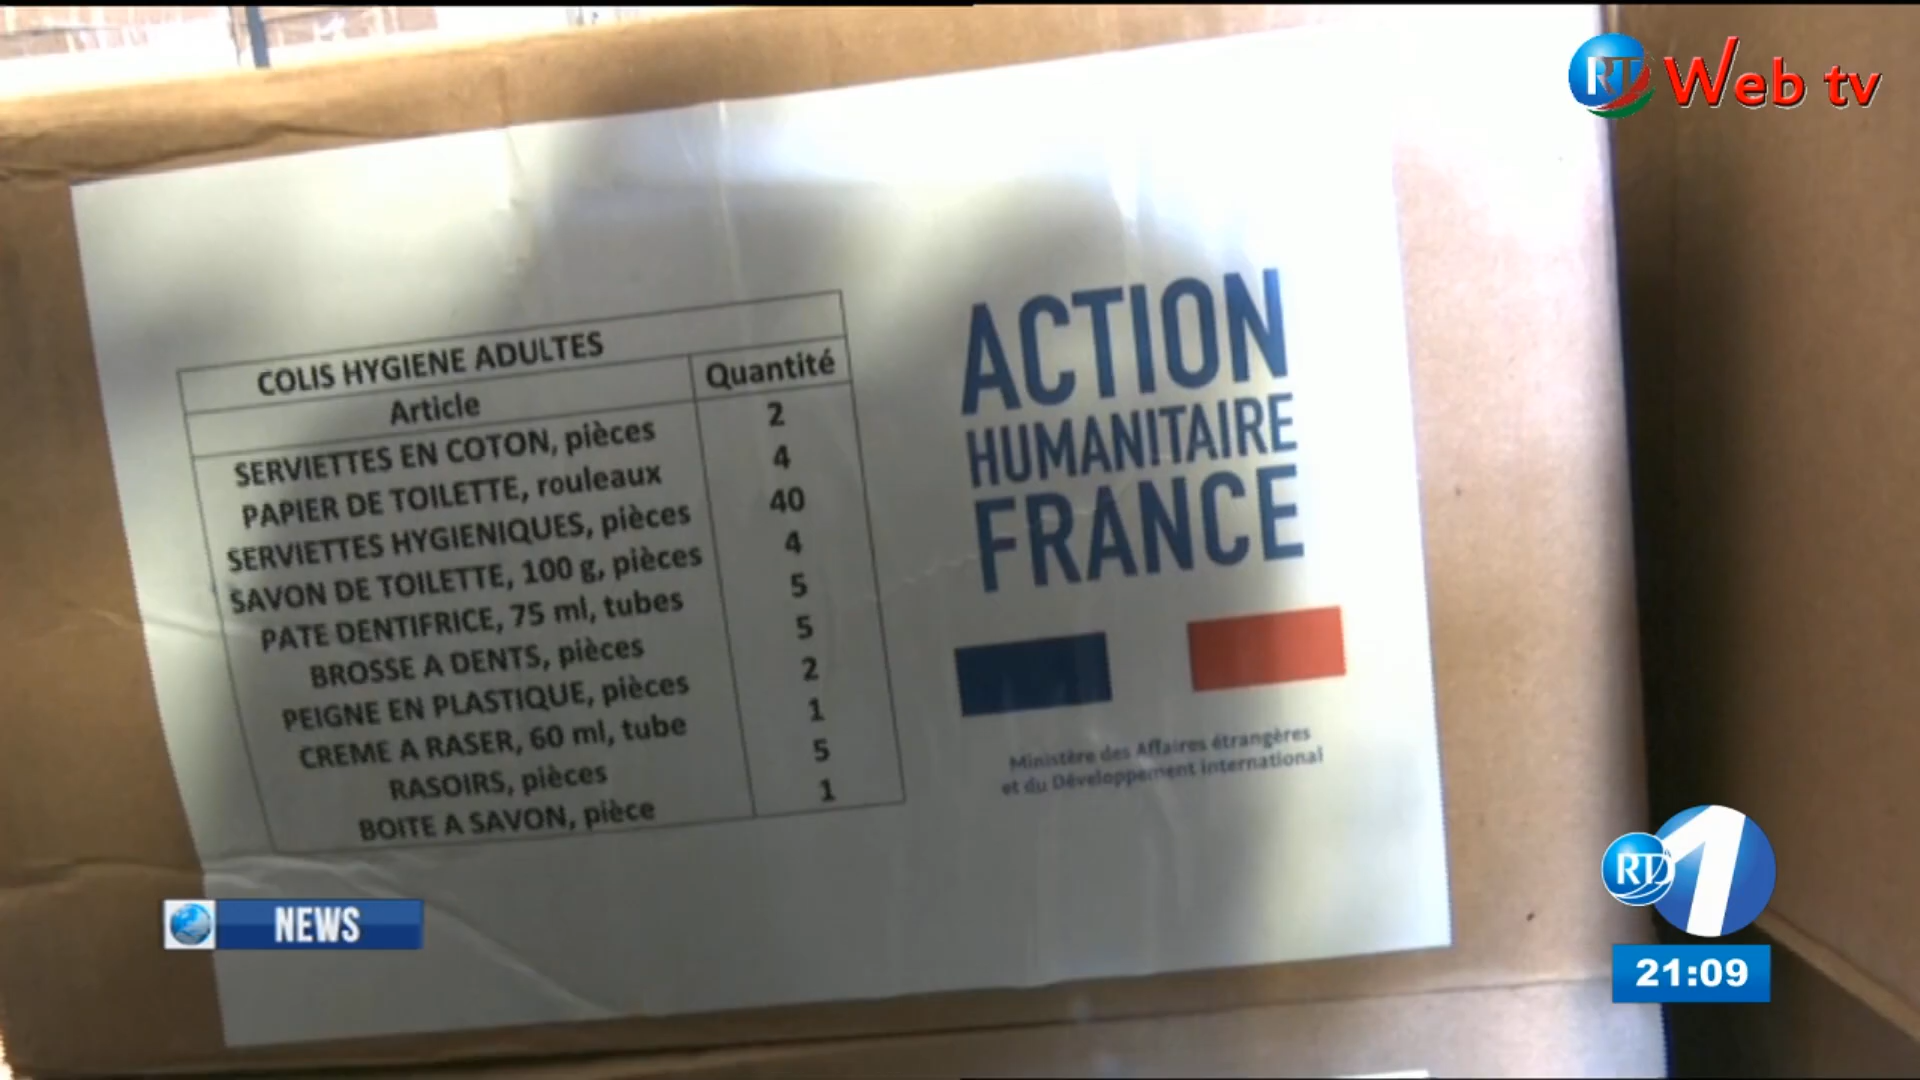 RT Web tv
COLIS HYGIENE ADULTES
Article Quantité
SERVIETTES EN COTON, pièces 2
PAPIER DE TOILETTE, rouleaux 4
SERVIETTES HYGIENIQUES, pièces 40
SAVON DE TOILETTE, 100 g, pièces 4
PATE DENTIFRICE, 75 ml, tubes 5
BROSSE A DENTS, pièces 5
PEIGNE EN PLASTIQUE, pièces 2
CREME A RASER, 60 ml, tube 1
RASOIRS, pièces 5
BOITE A SAVON, pièce 1
ACTION
HUMANITAIRE
FRANCE
Ministère des Affaires étrangères
et du Développement international
NEWS
RTD 1
21:09